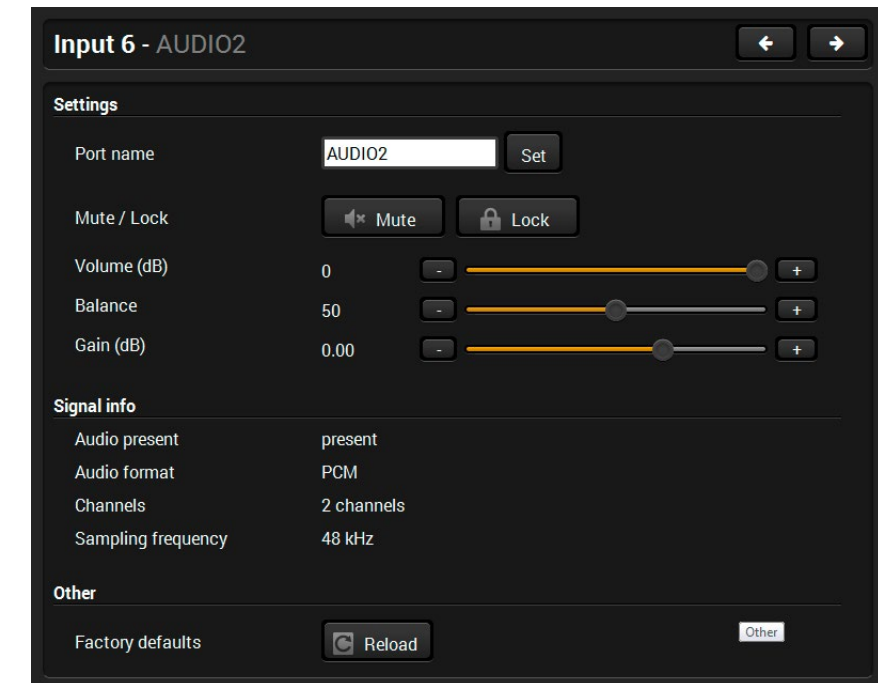 Input 6 - AUDIO2
Settings
Port name AUDIO2 Set
Mute / Lock Mute Lock
Volume (dB) 0 - +
Balance 50 - +
Gain (dB) 0.00 - +
Signal info
Audio present present
Audio format PCM
Channels 2 channels
Sampling frequency 48 kHz
Other
Factory defaults Reload Other